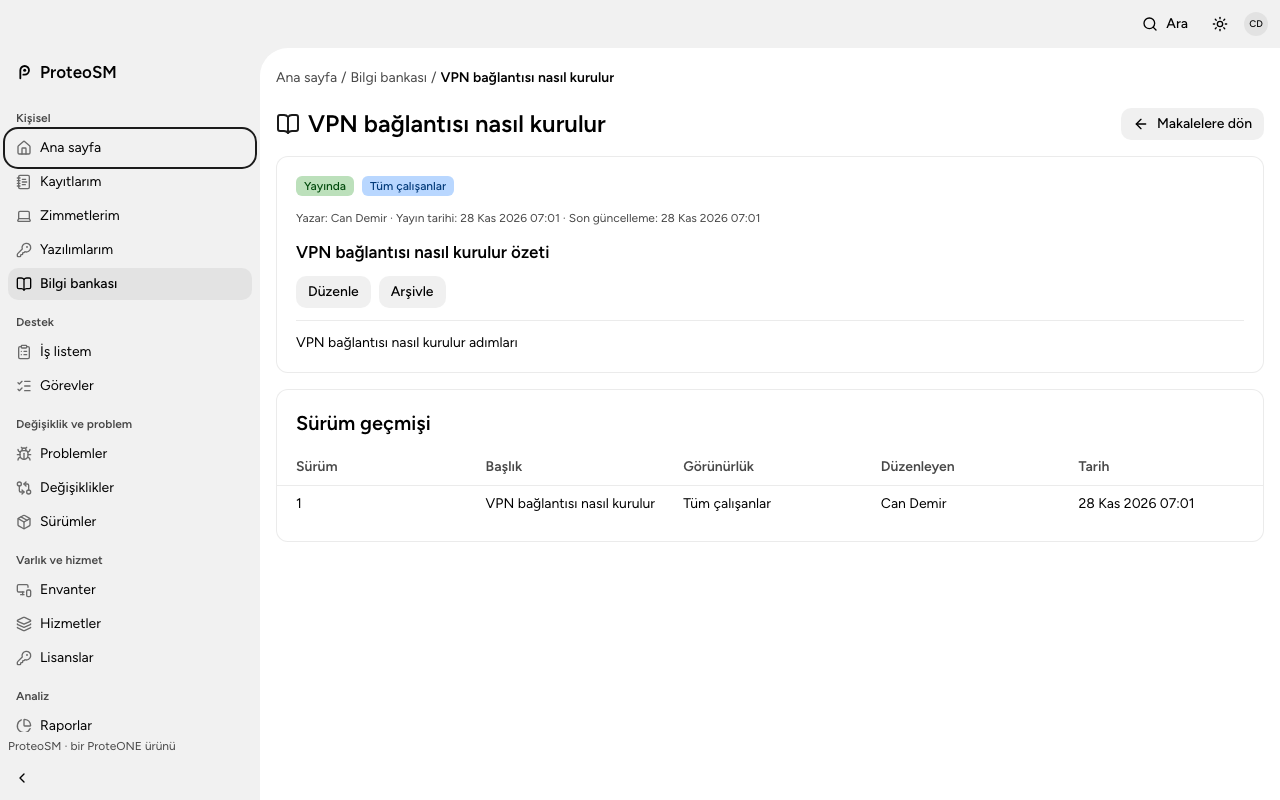 Ara
CD
ProteoSM
Kişisel
Ana sayfa
Kayıtlarım
Zimmetlerim
Yazılımlarım
Bilgi bankası
Destek
İş listem
Görevler
Değişiklik ve problem
Problemler
Değişiklikler
Sürümler
Varlık ve hizmet
Envanter
Hizmetler
Lisanslar
Analiz
Raporlar
ProteoSM · bir ProteONE ürünü
Ana sayfa / Bilgi bankası / VPN bağlantısı nasıl kurulur
VPN bağlantısı nasıl kurulur
Makalelere dön
Yayında Tüm çalışanlar
Yazar: Can Demir · Yayın tarihi: 28 Kas 2026 07:01 · Son güncelleme: 28 Kas 2026 07:01
VPN bağlantısı nasıl kurulur özeti
Düzenle Arşivle
VPN bağlantısı nasıl kurulur adımları
Sürüm geçmişi
Sürüm Başlık Görünürlük Düzenleyen Tarih
1 VPN bağlantısı nasıl kurulur Tüm çalışanlar Can Demir 28 Kas 2026 07:01